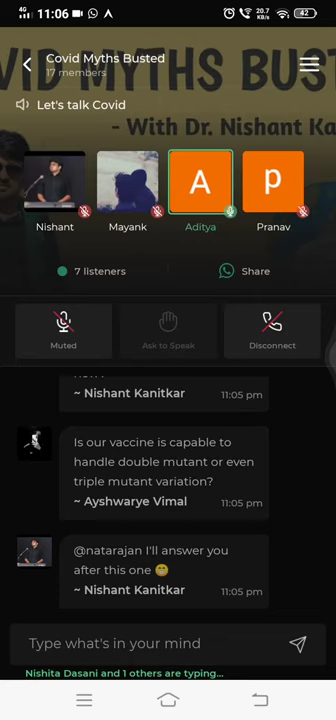 4G 11:06 20.7 KB/s 42
VID MYTHS BUST
Covid Myths Busted
17 members
Let's talk Covid
- With Dr. Nishant Ka
A
p
Nishant Mayank Aditya Pranav
7 listeners Share
Muted Ask to Speak Disconnect
~ Nishant Kanitkar 11:05 pm
Is our vaccine is capable to
handle double mutant or even
triple mutant variation?
~ Ayshwarye Vimal 11:05 pm
@natarajan I'll answer you
after this one 😁
~ Nishant Kanitkar 11:05 pm
Type what's in your mind
Nishita Dasani and 1 others are typing...